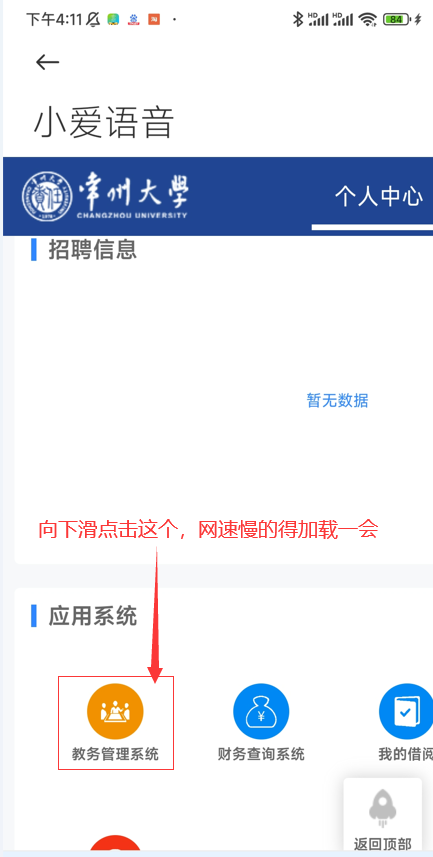 下午4:11
HD HD 84
小爱语音
常州大學
CHANGZHOU UNIVERSITY
个人中心
招聘信息
暂无数据
向下滑点击这个，网速慢的得加载一会
应用系统
教务管理系统 财务查询系统 我的借阅
返回顶部